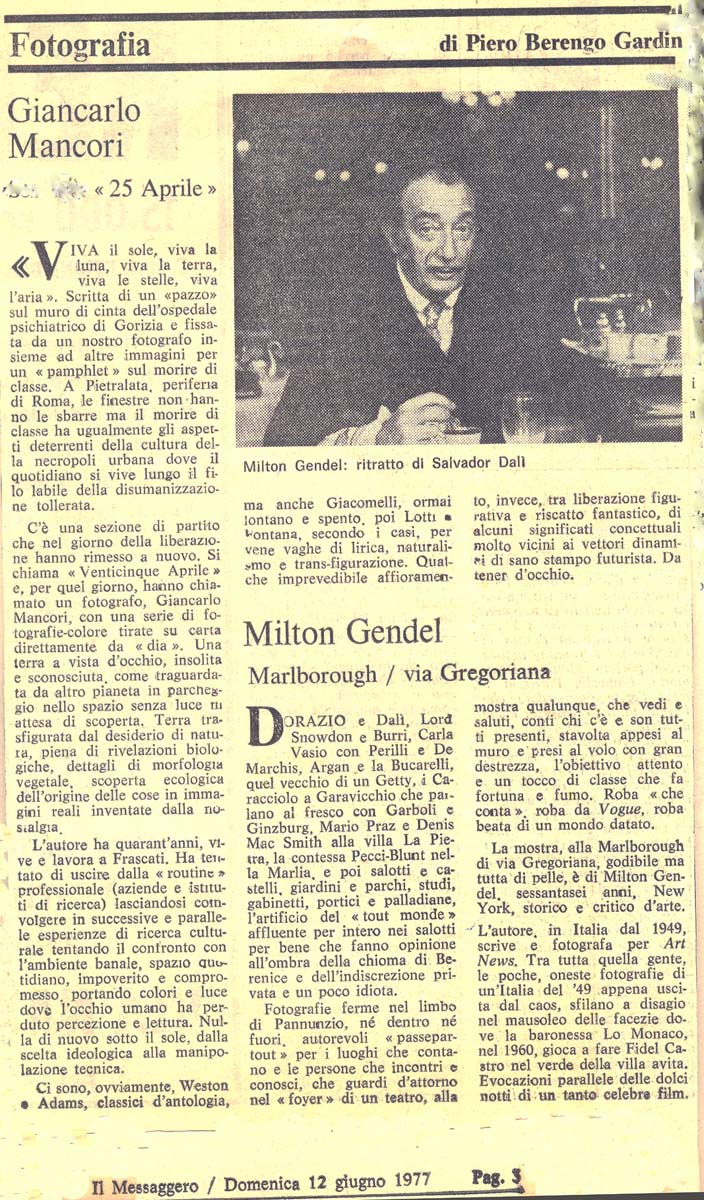 Fotografia
di Piero Berengo Gardin
Giancarlo
Mancori
« 25 Aprile »
«VIVA il sole, viva la
luna, viva la terra,
viva le stelle, viva
l'aria ». Scritta di un «pazzo»
sul muro di cinta dell'ospedale
psichiatrico di Gorizia e fissa-
ta da un nostro fotografo in-
sieme ad altre immagini per
un « pamphlet » sul morire di
classe. A Pietralata, periferia
di Roma, le finestre non han-
no le sbarre ma il morire di
classe ha ugualmente gli aspet-
ti deterrenti della cultura del-
la necropoli urbana dove il
quotidiano si vive lungo il fi-
lo labile della disumanizzazio-
ne tollerata.
C'è una sezione di partito
che nel giorno della liberazio-
ne hanno rimesso a nuovo. Si
chiama « Venticinque Aprile »
e, per quel giorno, hanno chia-
mato un fotografo, Giancarlo
Mancori, con una serie di fo-
tografie-colore tirate su carta
direttamente da « dia ». Una
terra a vista d'occhio, insolita
e sconosciuta, come traguarda-
ta da altro pianeta in parcheg-
gio nello spazio senza luce in
attesa di scoperta. Terra tra-
sfigurata dal desiderio di natu-
ra, piena di rivelazioni biolo-
giche, dettagli di morfologia
vegetale, scoperta ecologica
dell'origine delle cose in imma-
gini reali inventate dalla no-
stalgia.
L'autore ha quarant'anni, vi-
ve e lavora a Frascati. Ha ten-
tato di uscire dalla « routine »
professionale (aziende e istitu-
ti di ricerca) lasciandosi coin-
volgere in successive e paralle-
le esperienze di ricerca cultu-
rale tentando il confronto con
l'ambiente banale, spazio quo-
tidiano, impoverito e compro-
messo, portando colori e luce
dove l'occhio umano ha per-
duto percezione e lettura. Nul-
la di nuovo sotto il sole, dalla
scelta ideologica alla manipo-
lazione tecnica.
Ci sono, ovviamente, Weston
e Adams, classici d'antologia,
Milton Gendel: ritratto di Salvador Dalì
ma anche Giacomelli, ormai
lontano e spento, poi Lotti e
Fontana, secondo i casi, per
vene vaghe di lirica, naturali-
smo e trans-figurazione. Qual-
che imprevedibile affioramen-
to, invece, tra liberazione figu-
rativa e riscatto fantastico, di
alcuni significati concettuali
molto vicini ai vettori dinami-
ci di sano stampo futurista. Da
tener d'occhio.
Milton Gendel
Marlborough / via Gregoriana
DORAZIO e Dalì, Lord
Snowdon e Burri, Carla
Vasio con Perilli e De
Marchis, Argan e la Bucarelli,
quel vecchio di un Getty, i Ca-
racciolo a Garavicchio che par-
lano al fresco con Garboli e
Ginzburg, Mario Praz e Denis
Mac Smith alla villa La Pie-
tra, la contessa Pecci-Blunt nel-
la Marlia, e poi salotti e ca-
stelli, giardini e parchi, studi,
gabinetti, portici e palladiane,
l'artificio del « tout monde »
affluente per intero nei salotti
per bene che fanno opinione
all'ombra della chioma di Be-
renice e dell'indiscrezione pri-
vata e un poco idiota.
Fotografie ferme nel limbo
di Pannunzio, né dentro né
fuori, autorevoli « passepar-
tout » per i luoghi che conta-
no e le persone che incontri e
conosci, che guardi d'attorno
nel « foyer » di un teatro, alla
mostra qualunque, che vedi e
saluti, conti chi c'è e son tut-
ti presenti, stavolta appesi al
muro e presi al volo con gran
destrezza, l'obiettivo attento
e un tocco di classe che fa
fortuna e fumo. Roba « che
conta », roba da Vogue, roba
beata di un mondo datato.
La mostra, alla Marlborough
di via Gregoriana, godibile ma
tutta di pelle, è di Milton Gen-
del, sessantasei anni, New
York, storico e critico d'arte.
L'autore, in Italia dal 1949,
scrive e fotografa per Art
News. Tra tutta quella gente,
le poche, oneste fotografie di
un'Italia del '49 appena usci-
ta dal caos, sfilano a disagio
nel mausoleo delle facezie do-
ve la baronessa Lo Monaco,
nel 1960, gioca a fare Fidel Ca-
stro nel verde della villa avita.
Evocazioni parallele delle dolci
notti di un tanto celebre film.
Il Messaggero / Domenica 12 giugno 1977 Pag. 3